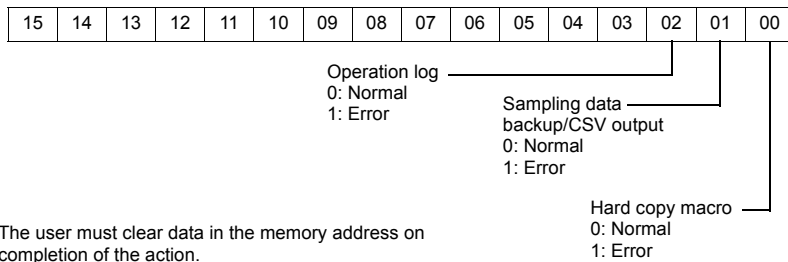 15 14 13 12 11 10 09 08 07 06 05 04 03 02 01 00
Operation log
0: Normal
1: Error
Sampling data
backup/CSV output
0: Normal
1: Error
Hard copy macro
0: Normal
1: Error
The user must clear data in the memory address on
completion of the action.